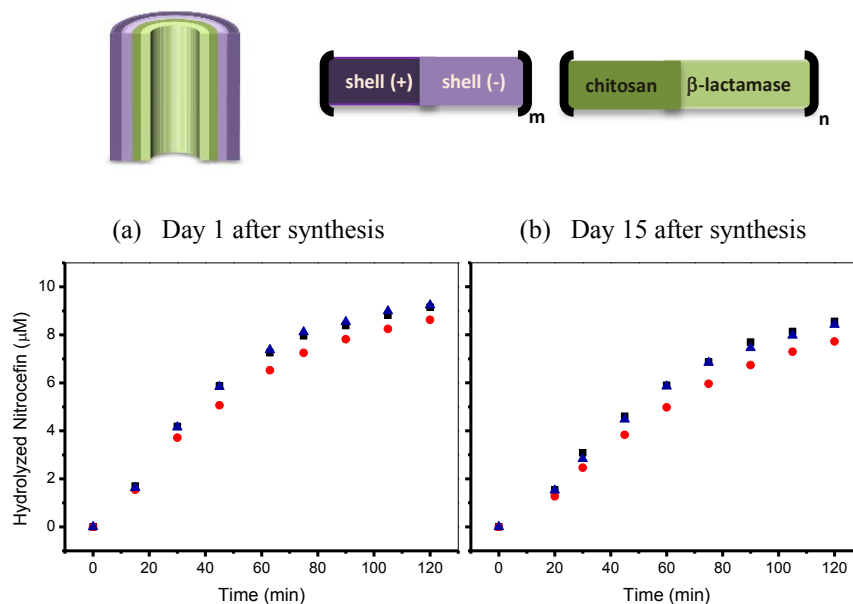 shell (+) shell (-) m
chitosan β-lactamase n
(a) Day 1 after synthesis
(b) Day 15 after synthesis
Hydrolyzed Nitrocefin (μM)
10
8
6
4
2
0
0 20 40 60 80 100 120
Time (min)
0 20 40 60 80 100 120
Time (min)